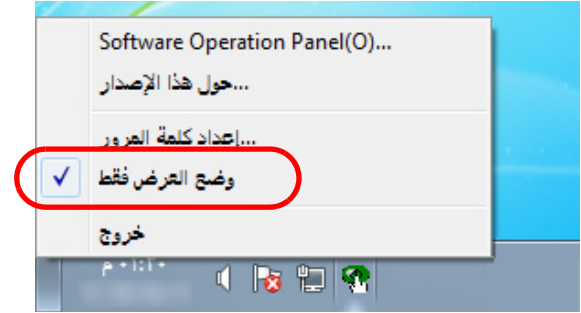 Software Operation Panel(O)...
حول هذا الإصدار...
إعداد كلمة المرور...
وضع العرض فقط
خروج